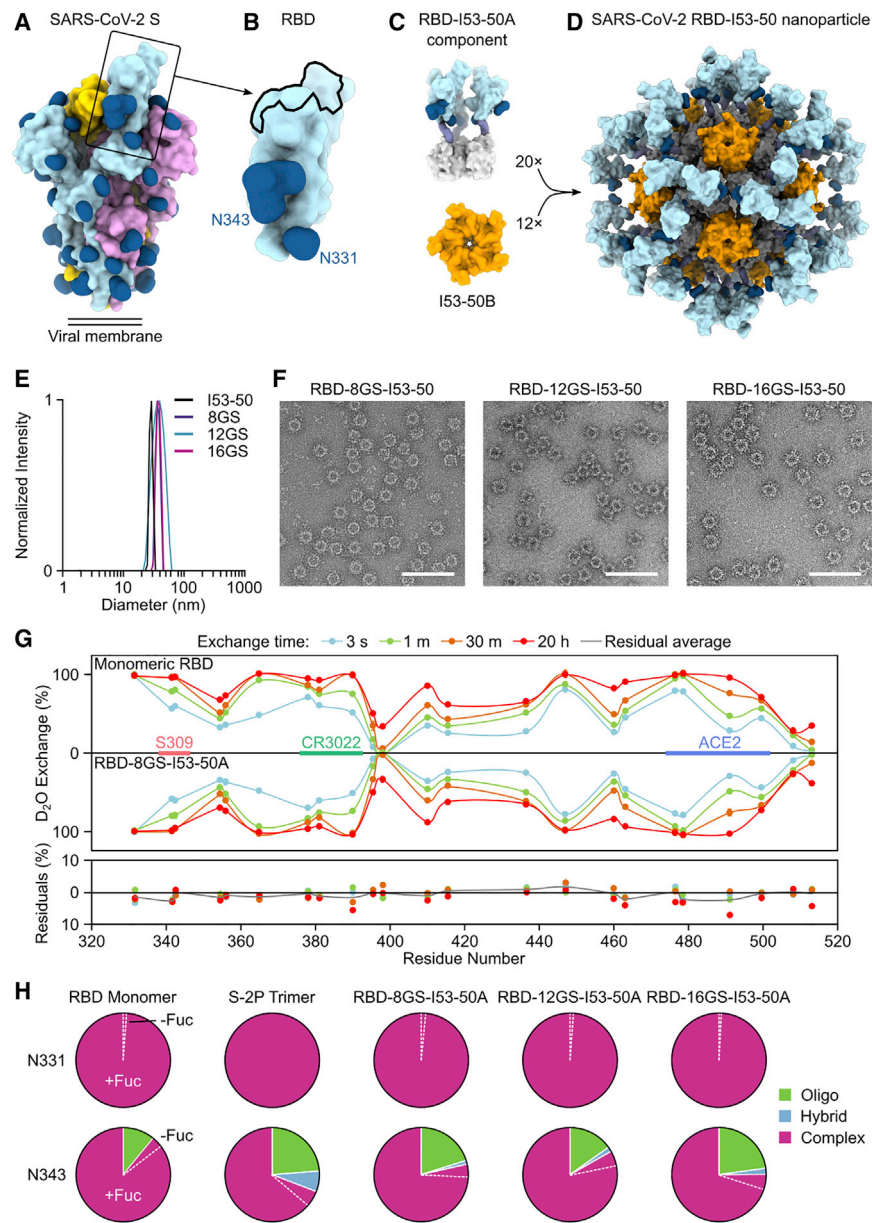 A SARS-CoV-2 S
B RBD
C RBD-I53-50A component
D SARS-CoV-2 RBD-I53-50 nanoparticle
N343
N331
20×
12×
I53-50B
Viral membrane
E
Normalized Intensity
1
0
1 10 100 1000
Diameter (nm)
I53-50
8GS
12GS
16GS
F RBD-8GS-I53-50 RBD-12GS-I53-50 RBD-16GS-I53-50
G
Exchange time: 3 s 1 m 30 m 20 h Residual average
Monomeric RBD
100
S309 CR3022 ACE2
0
RBD-8GS-I53-50A
100
D2O Exchange (%)
10
0
10
Residuals (%)
320 340 360 380 400 420 440 460 480 500 520
Residue Number
H
RBD Monomer S-2P Trimer RBD-8GS-I53-50A RBD-12GS-I53-50A RBD-16GS-I53-50A
N331
-Fuc
+Fuc
N343
-Fuc
+Fuc
Oligo
Hybrid
Complex